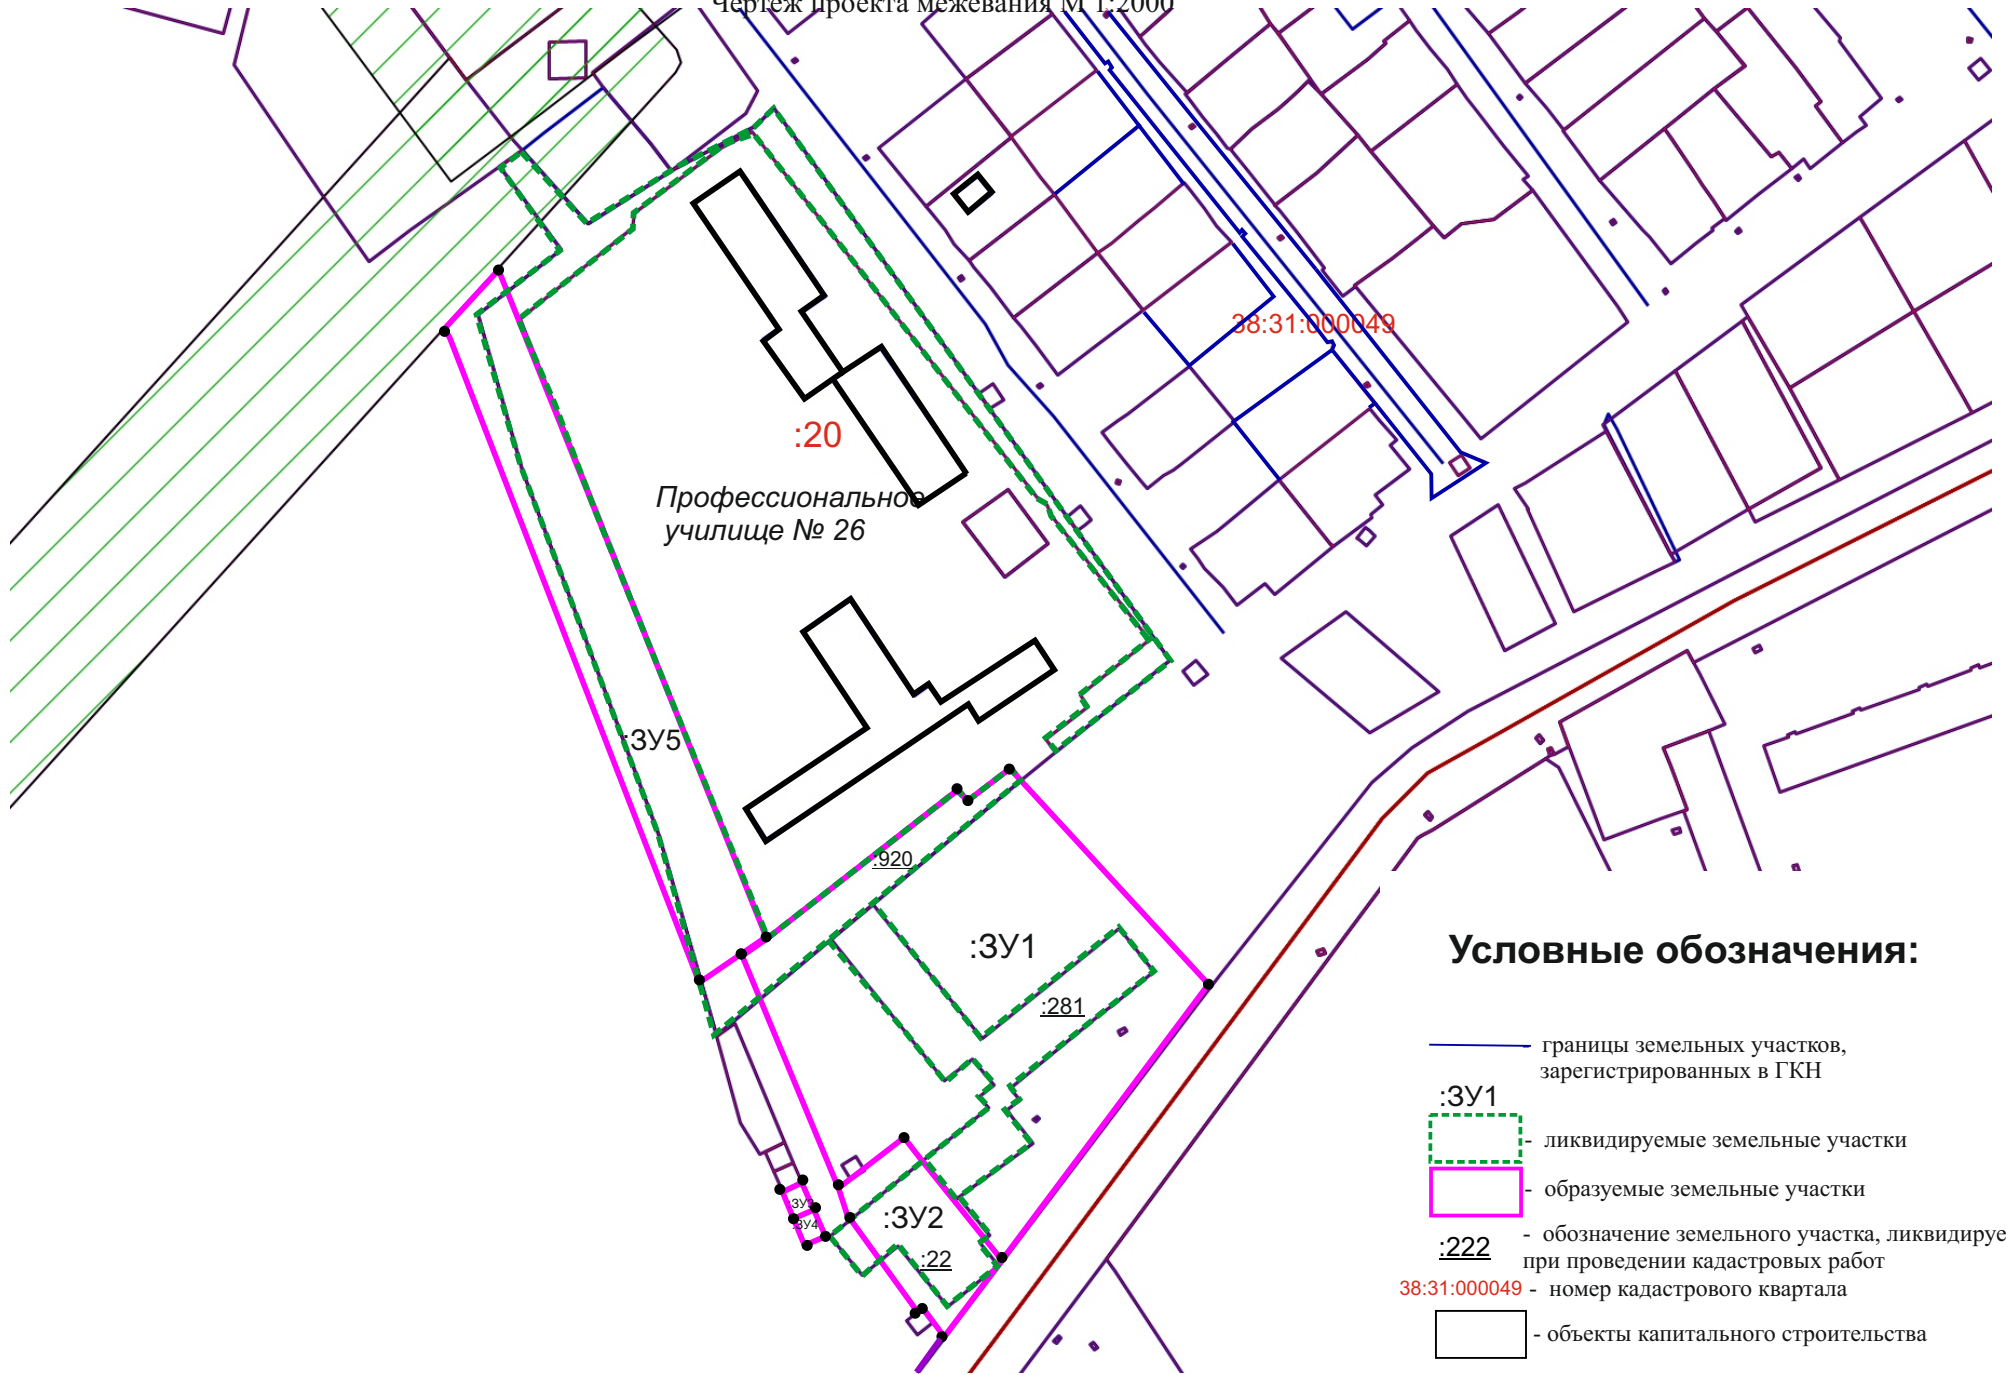 Чертеж проекта межевания М 1:2000
38:31:000049
:20
Профессиональное
училище № 26
:ЗУ5
:920
:ЗУ1
:281
:ЗУ3
:ЗУ4
:ЗУ2
:22
Условные обозначения:
- границы земельных участков,
зарегистрированных в ГКН
:ЗУ1
- ликвидируемые земельные участки
- образуемые земельные участки
:222 - обозначение земельного участка, ликвидируе
при проведении кадастровых работ
38:31:000049 - номер кадастрового квартала
- объекты капитального строительства